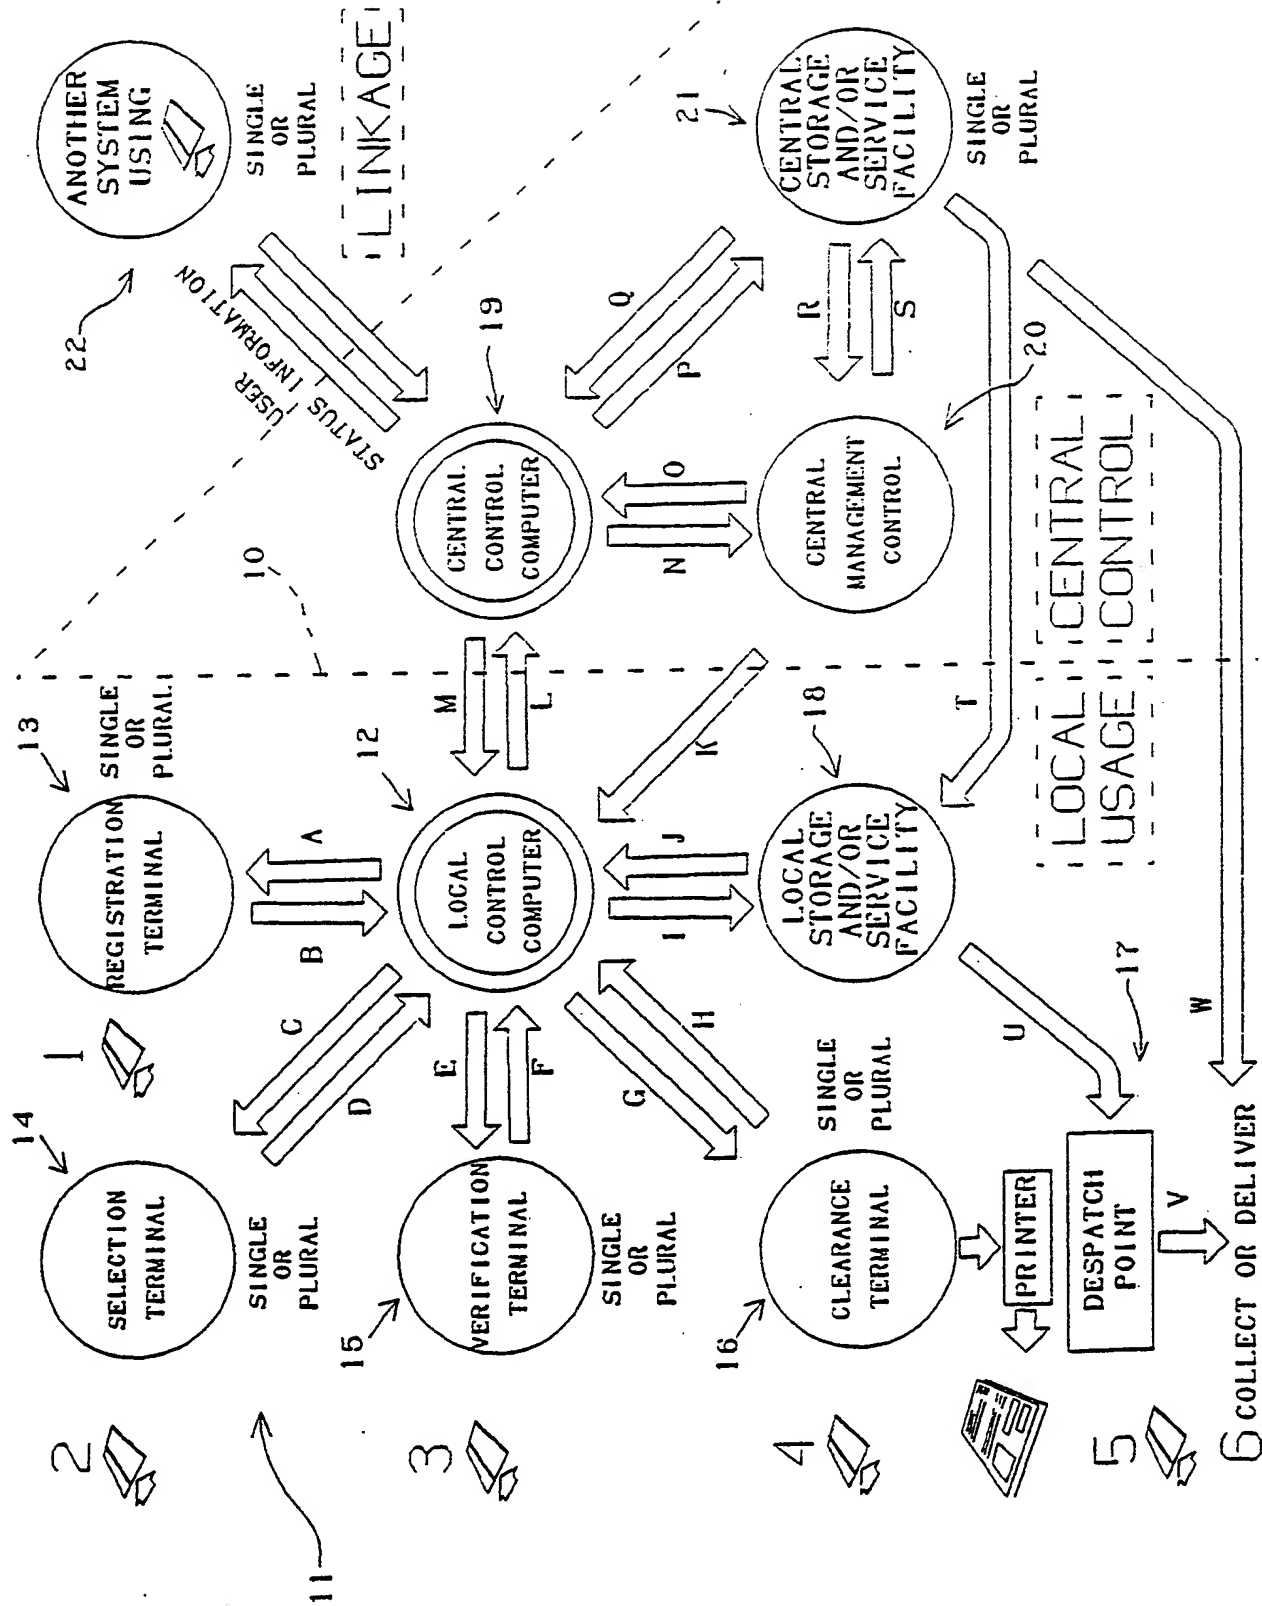 11
2
14
SELECTION
TERMINAL
SINGLE
OR
PLURAL
1
13
REGISTRATION
TERMINAL
SINGLE
OR
PLURAL
10
22
ANOTHER
SYSTEM
USING
SINGLE
OR
PLURAL
LINKAGE
USER
STATUS INFORMATION
C
D
B
A
3
15
VERIFICATION
TERMINAL
SINGLE
OR
PLURAL
E
F
12
LOCAL
CONTROL
COMPUTER
M
L
19
CENTRAL
CONTROL
COMPUTER
G
H
I
J
K
N
O
P
Q
4
16
CLEARANCE
TERMINAL
SINGLE
OR
PLURAL
18
LOCAL
STORAGE
AND/OR
SERVICE
FACILITY
CENTRAL
MANAGEMENT
CONTROL
20
R
S
21
CENTRAL
STORAGE
AND/OR
SERVICE
FACILITY
SINGLE
OR
PLURAL
PRINTER
U
T
5
DESPATCH
POINT
17
V
W
LOCAL
USAGE
CENTRAL
CONTROL
6 COLLECT OR DELIVER